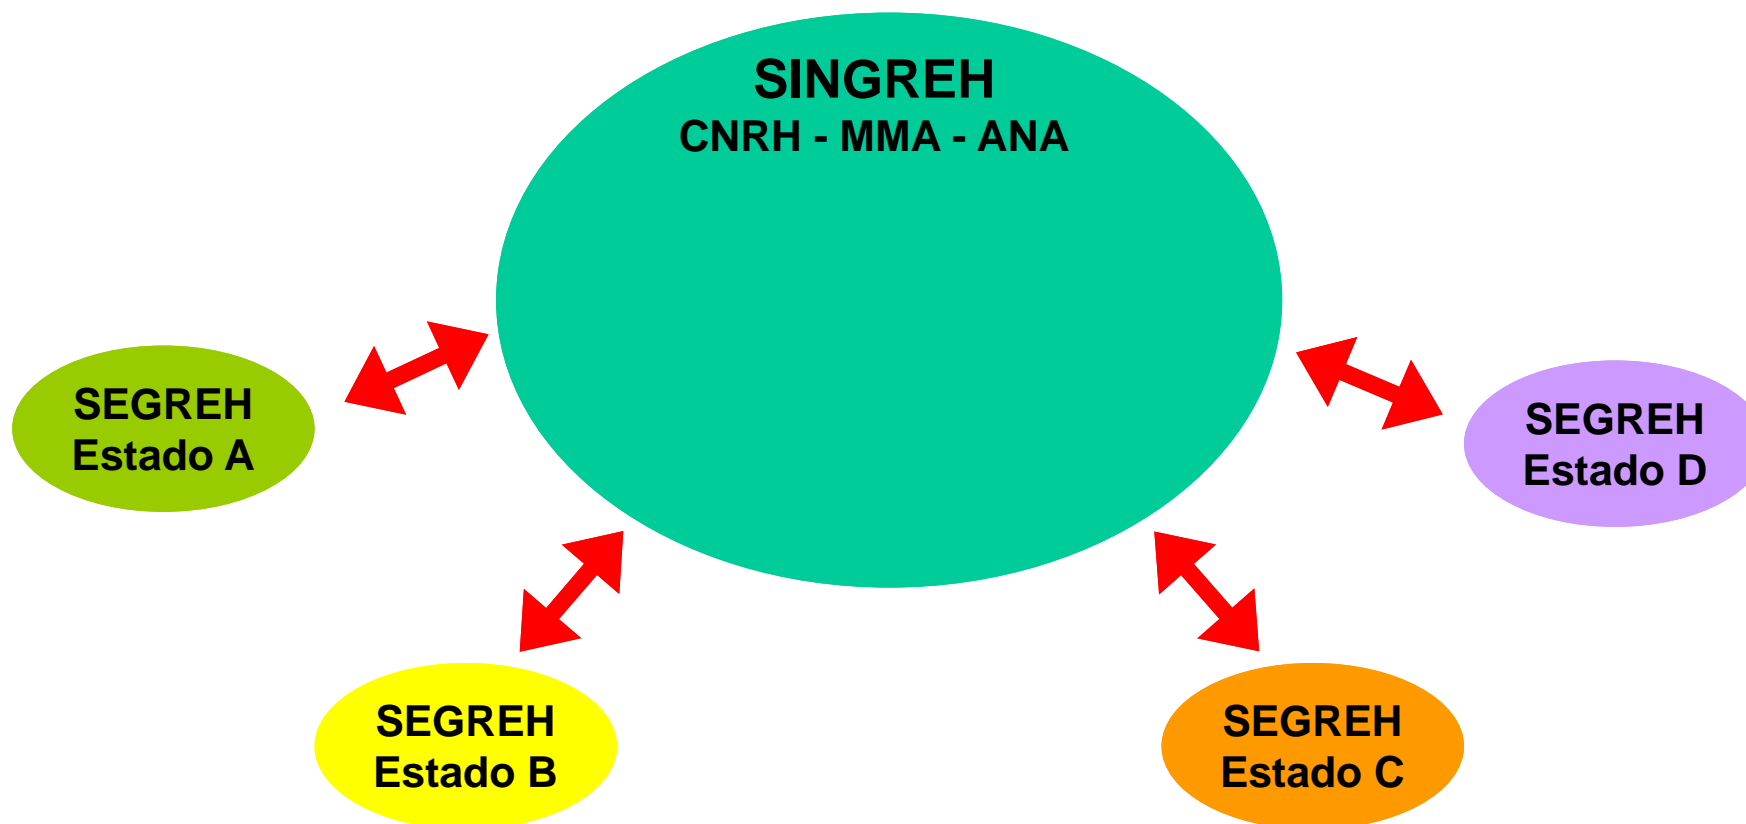 SINGREH
CNRH - MMA - ANA
SEGREH
Estado A
SEGREH
Estado D
SEGREH
Estado B
SEGREH
Estado C